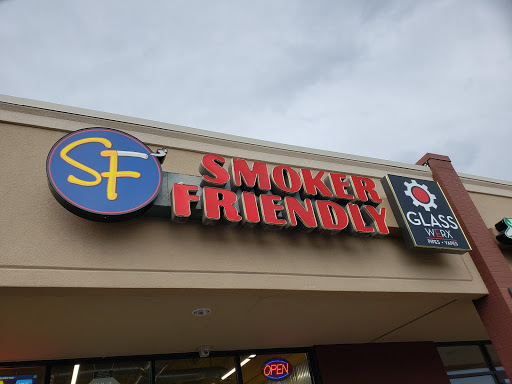 SF
SMOKER
FRIENDLY
GLASS
WERX
PIPES • VAPES
OPEN